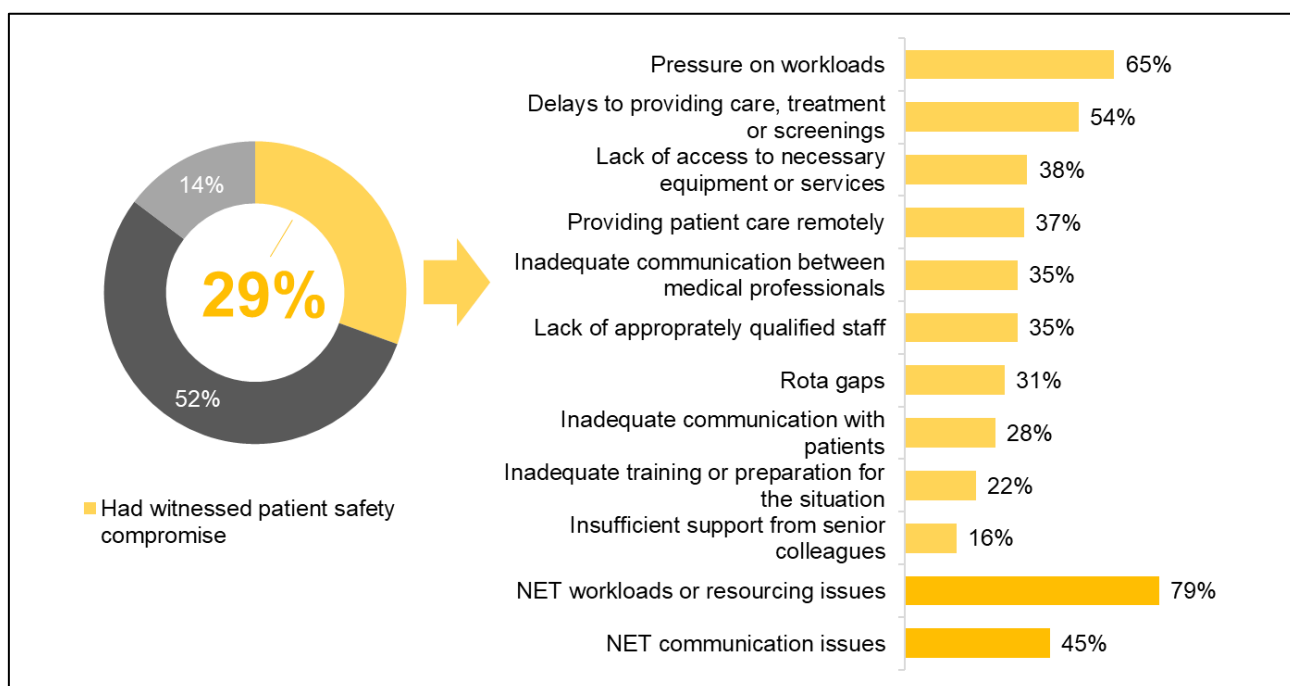 14%
29%
52%
Had witnessed patient safety
compromise
Pressure on workloads
65%
Delays to providing care, treatment
or screenings
54%
Lack of access to necessary
equipment or services
38%
Providing patient care remotely
37%
Inadequate communication between
medical professionals
35%
Lack of approprately qualified staff
35%
Rota gaps
31%
Inadequate communication with
patients
28%
Inadequate training or preparation for
the situation
22%
Insufficient support from senior
colleagues
16%
NET workloads or resourcing issues
79%
NET communication issues
45%